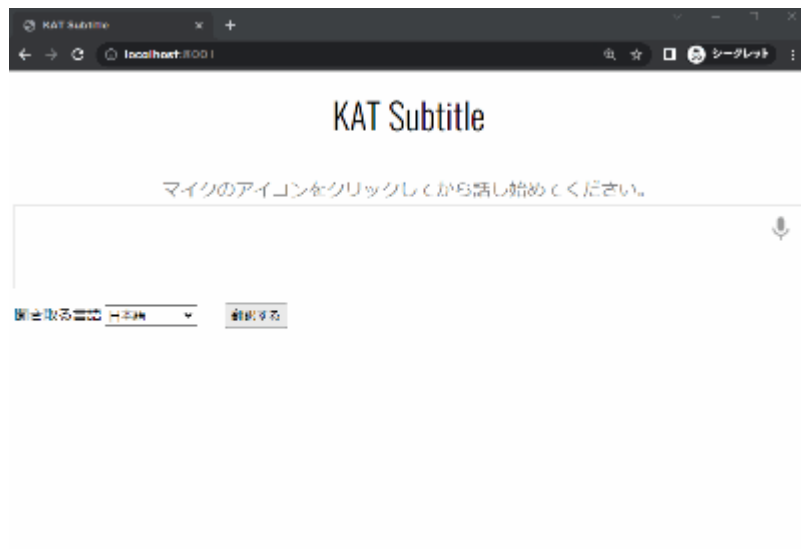 KAT Subtitle
localhost:8001
シークレット
KAT Subtitle
マイクのアイコンをクリックしてから話し始めてください。
聞き取る言語 日本語 翻訳する